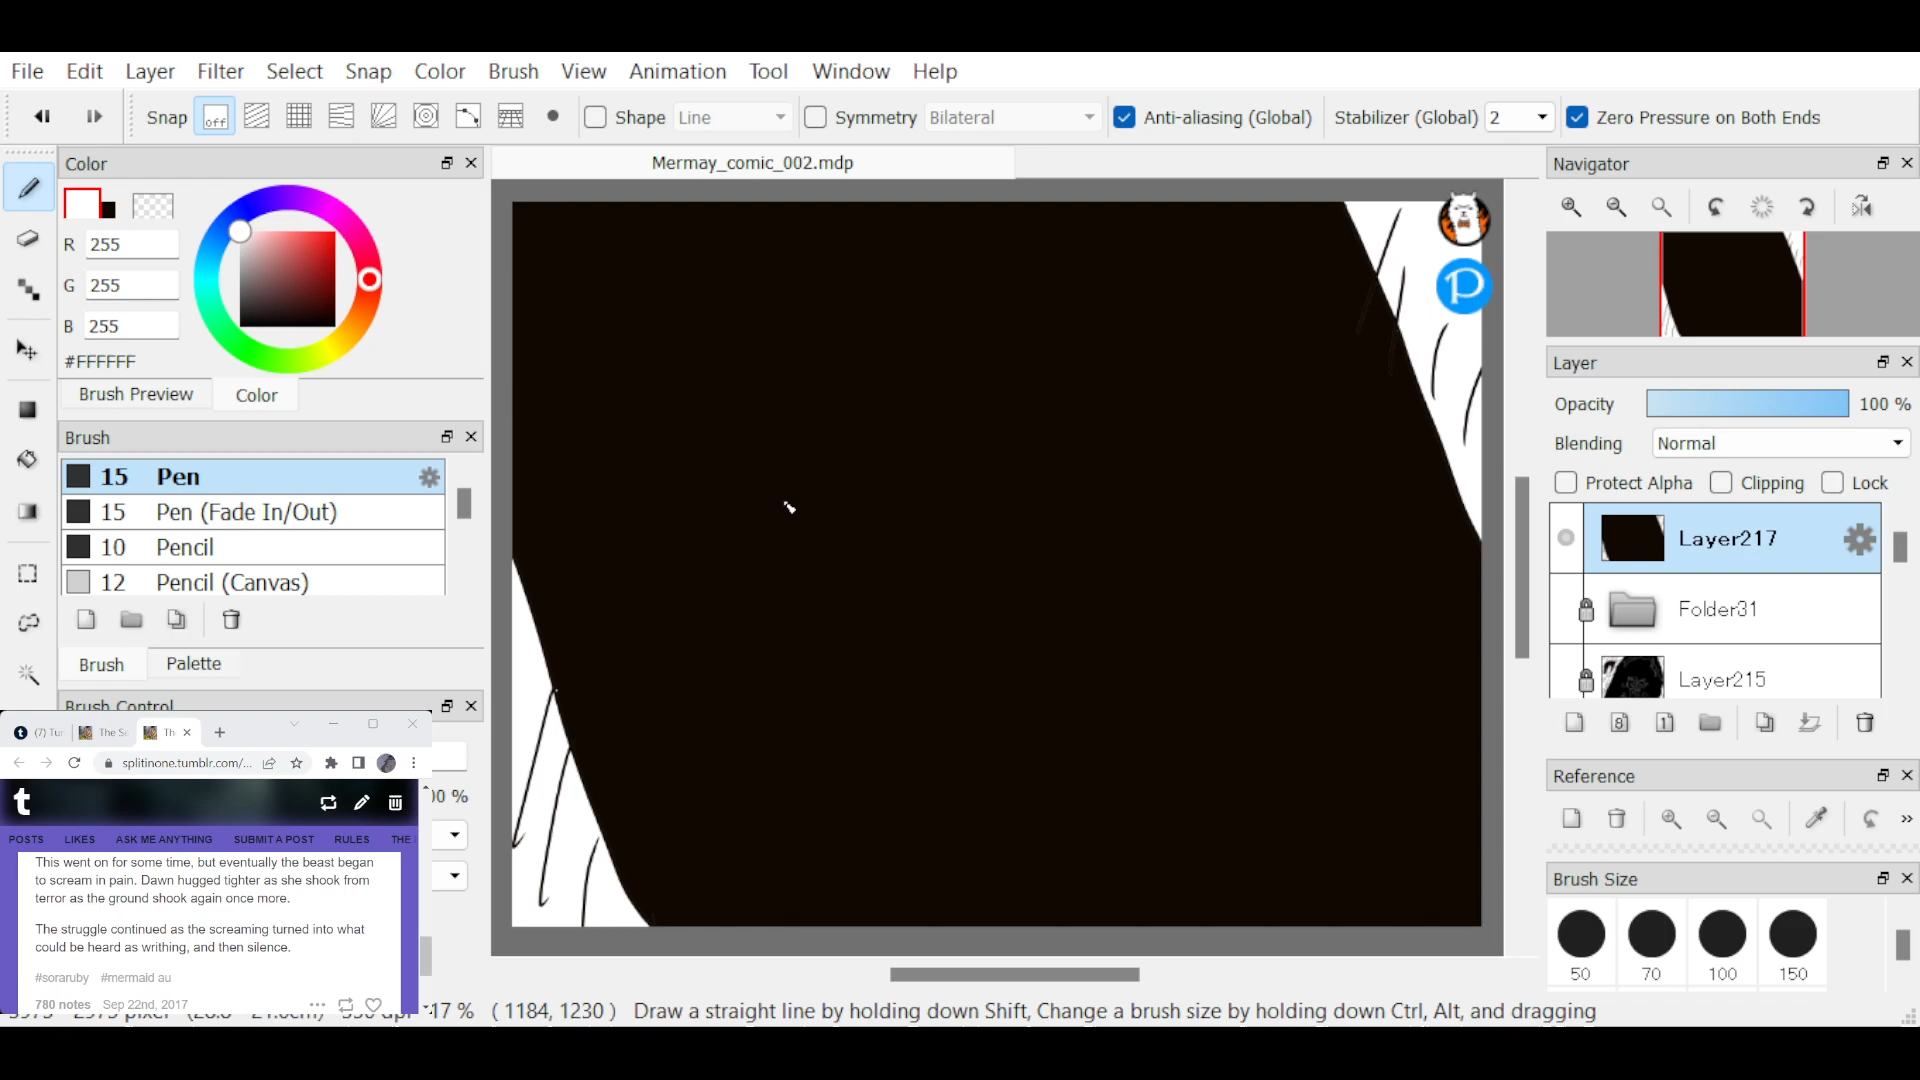 File Edit Layer Filter Select Snap Color Brush View Animation Tool Window Help
Snap off Shape Line Symmetry Bilateral Anti-aliasing (Global) Stabilizer (Global) 2 Zero Pressure on Both Ends
Color
Mermay_comic_002.mdp
Navigator
R 255
G 255
B 255
#FFFFFF
Brush Preview Color
Layer
Opacity 100 %
Blending Normal
Protect Alpha Clipping Lock
Layer217
Folder31
Layer215
Brush
15 Pen
15 Pen (Fade In/Out)
10 Pencil
12 Pencil (Canvas)
Brush Palette
Brush Control
8 1
Reference
Brush Size
50 70 100 150
splitinone.tumblr.com/...
t
POSTS LIKES ASK ME ANYTHING SUBMIT A POST RULES THE
This went on for some time, but eventually the beast began
to scream in pain. Dawn hugged tighter as she shook from
terror as the ground shook again once more.
The struggle continued as the screaming turned into what
could be heard as writhing, and then silence.
#soraruby #mermaid au
780 notes Sep 22nd, 2017
( 1184, 1230 ) Draw a straight line by holding down Shift, Change a brush size by holding down Ctrl, Alt, and dragging